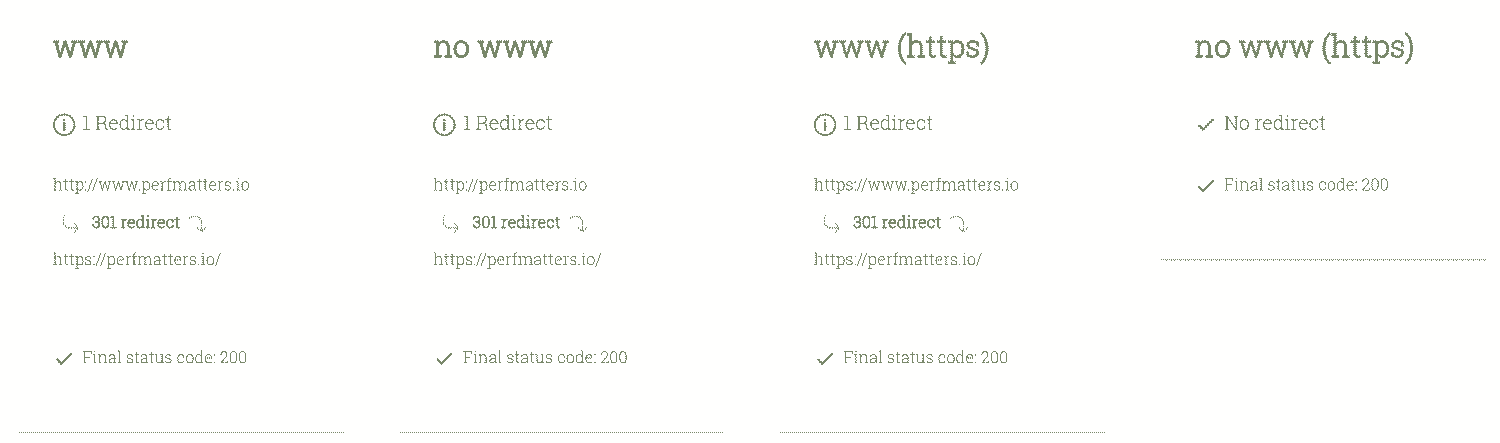 www
1 Redirect
http://www.perfmatters.io
301 redirect
https://perfmatters.io/
Final status code: 200
no www
1 Redirect
http://perfmatters.io
301 redirect
https://perfmatters.io/
Final status code: 200
www (https)
1 Redirect
https://www.perfmatters.io
301 redirect
https://perfmatters.io/
Final status code: 200
no www (https)
No redirect
Final status code: 200